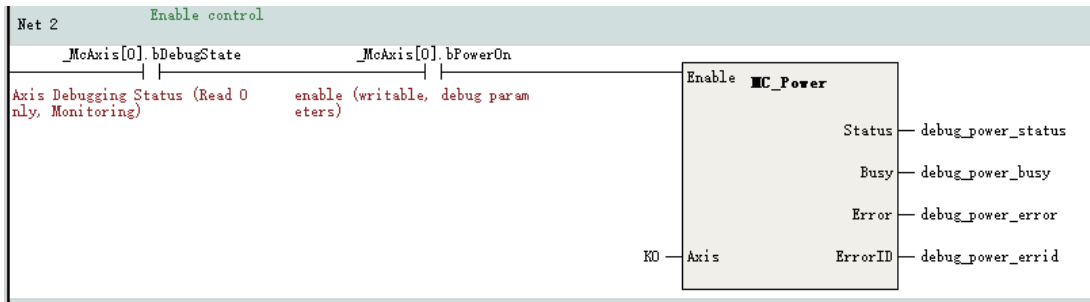 Net 2
Enable control
_McAxis[0].bDebugState
_McAxis[0].bPowerOn
Axis Debugging Status (Read O
nly, Monitoring)
enable (writable, debug param
eters)
Enable
MC_Power
Status
debug_power_status
Busy
debug_power_busy
Error
debug_power_error
K0
Axis
ErrorID
debug_power_errid